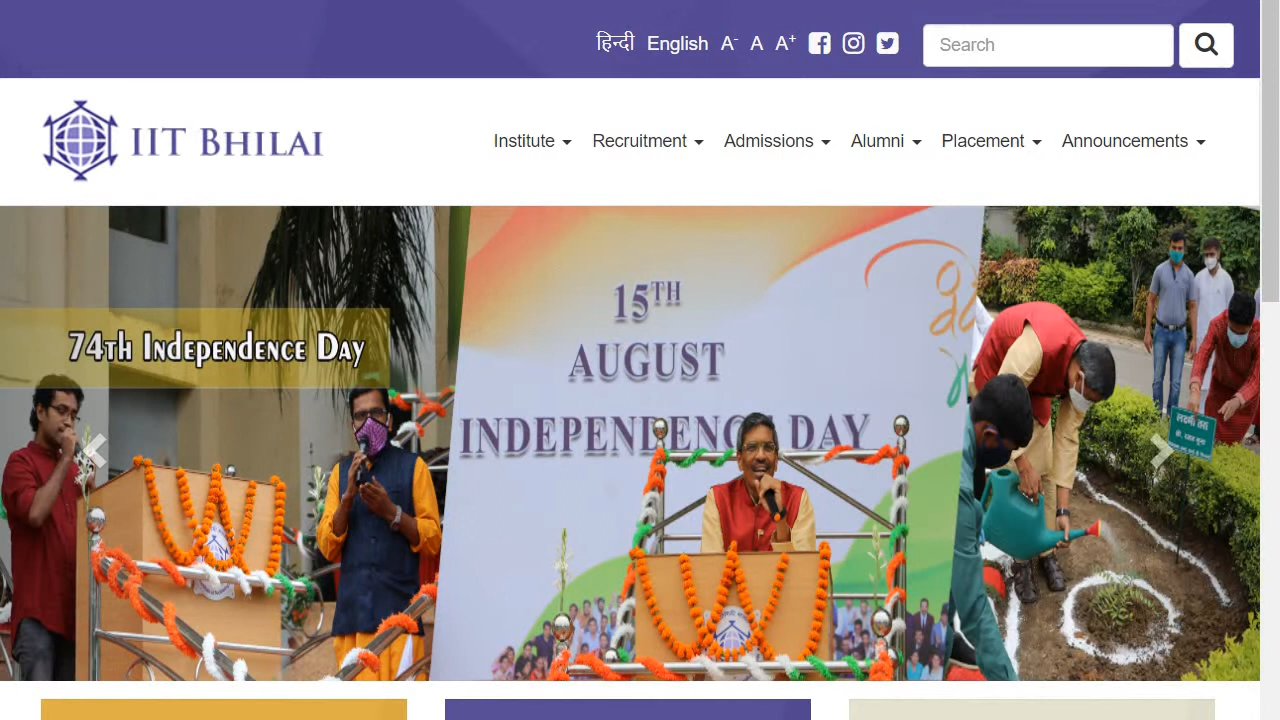 हिन्दी English A- A A+ Search
IIT BHILAI
Institute Recruitment Admissions Alumni Placement Announcements
15TH
AUGUST
INDEPENDENCE DAY
74th Independence Day